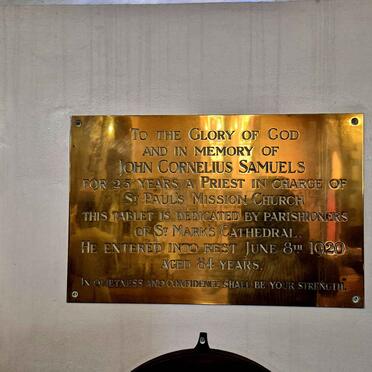 To the Glory of God
and in memory of
John Cornelius Samuels
for 25 years a Priest in charge of
St Paul's Mission Church
this tablet is dedicated by parishioners
of St Mark's Cathedral.
He entered into rest June 8th 1920
aged 84 years.
In quietness and confidence shall be your strength.